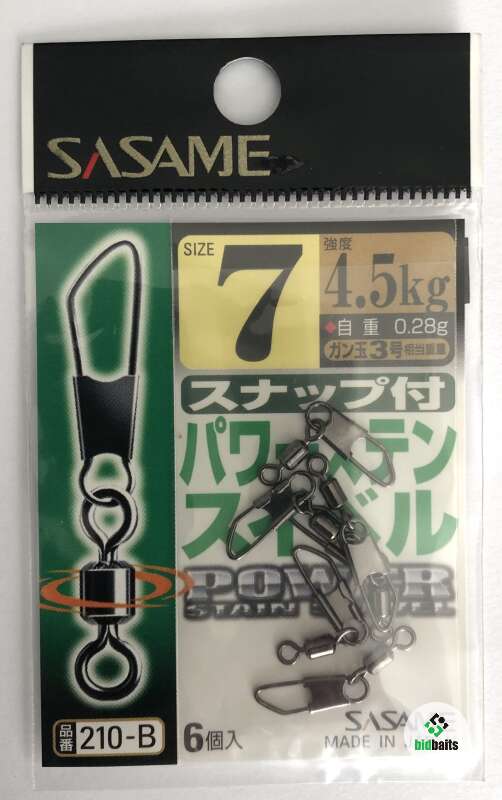 SASAME
SIZE
7
強度
4.5kg
自重 0.28g
ガン玉3号相当重量
スナップ付
パワーステン
スイベル
POWER
STAIN
品番 210-B
6個入
SASAME
MADE IN
bidbaits